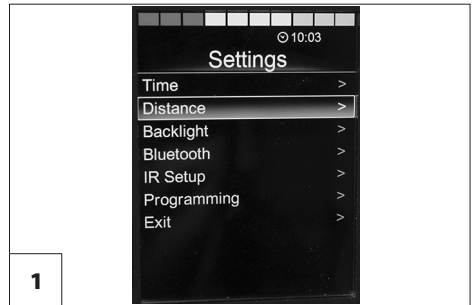 10:03
Settings
Time >
Distance >
Backlight >
Bluetooth >
IR Setup >
Programming >
Exit >
1